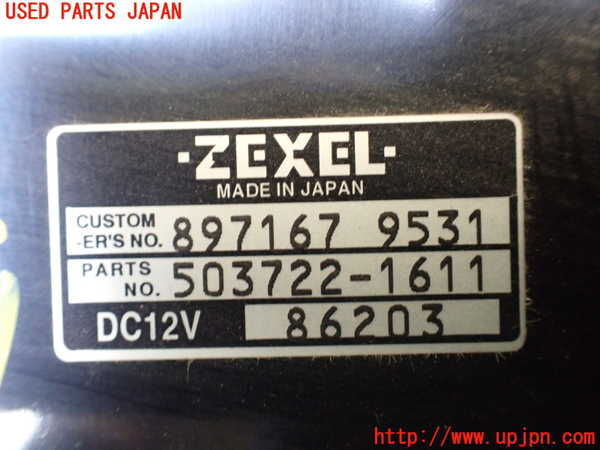 USED PARTS JAPAN
·ZEXEL·
MADE IN JAPAN
CUSTOM
-ER'S NO. 897167 9531
PARTS
NO. 503722-1611
DC12V 86203
http://www.upjpn.com/